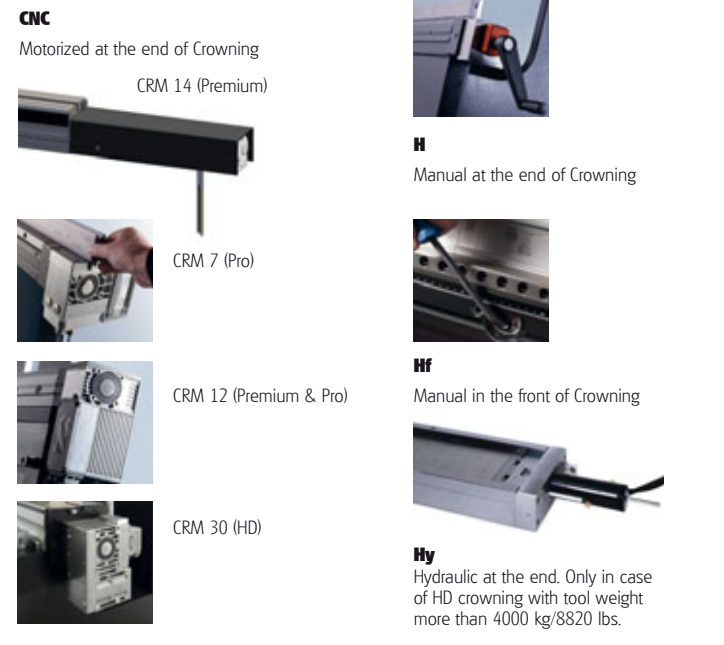 CNC
Motorized at the end of Crowning
CRM 14 (Premium)
CRM 7 (Pro)
CRM 12 (Premium & Pro)
CRM 30 (HD)
H
Manual at the end of Crowning
Hf
Manual in the front of Crowning
Hy
Hydraulic at the end. Only in case
of HD crowning with tool weight
more than 4000 kg/8820 lbs.